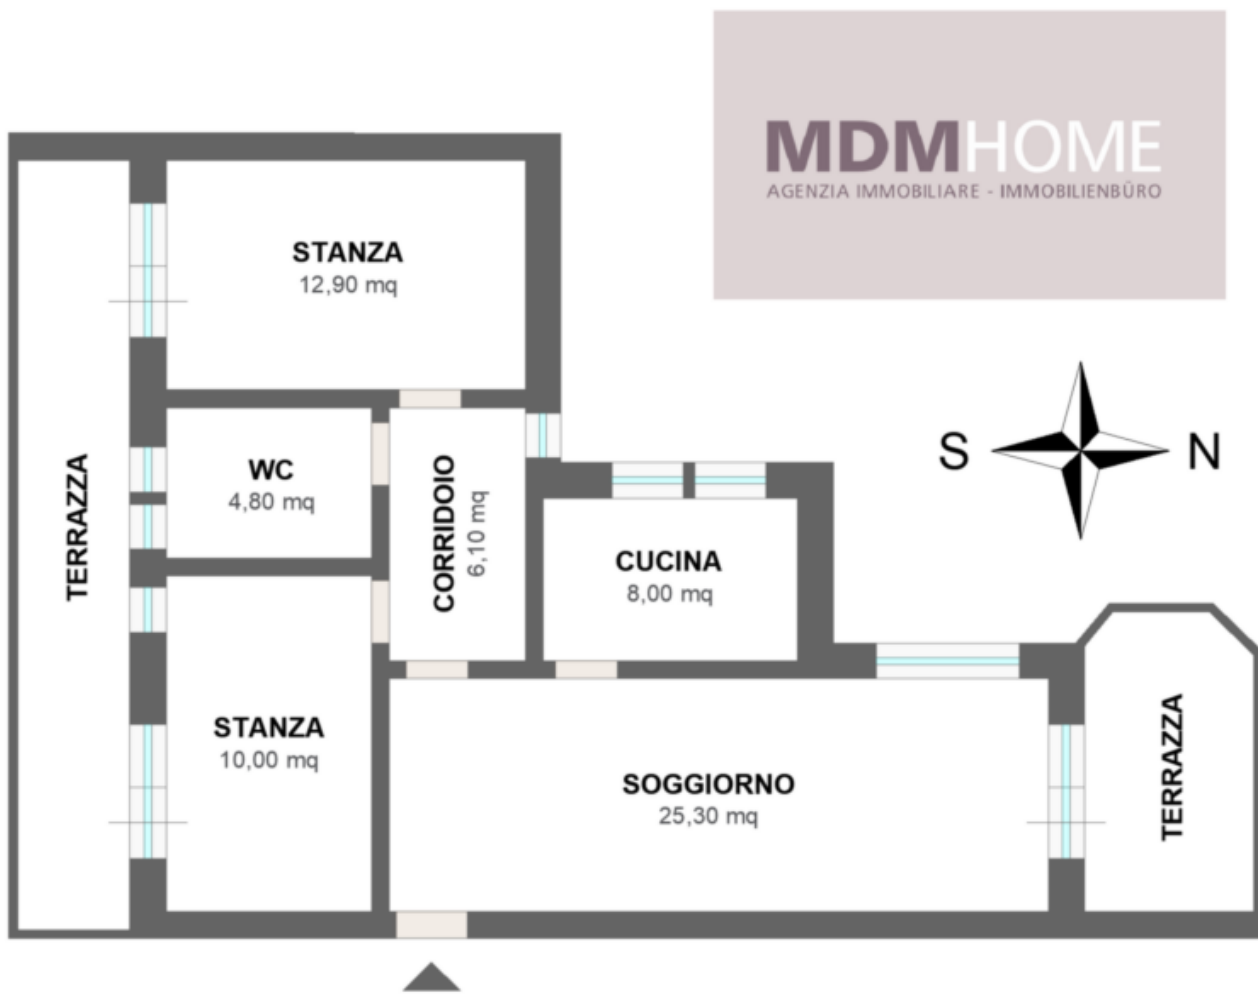 MDMHOME
AGENZIA IMMOBILIARE - IMMOBILIENBÜRO
STANZA
12,90 mq
S
N
WC
4,80 mq
TERRAZZA
CORRIDOIO
6,10 mq
CUCINA
8,00 mq
STANZA
10,00 mq
SOGGIORNO
25,30 mq
TERRAZZA